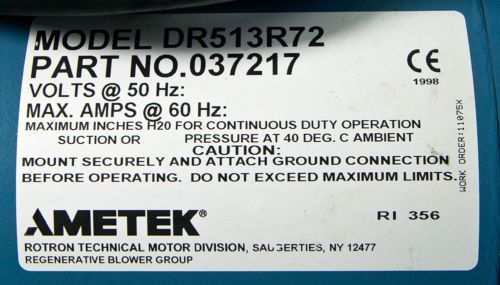 MODEL DR513R72
PART NO.037217
CE
1998
VOLTS @ 50 Hz:
MAX. AMPS @ 60 Hz:
MAXIMUM INCHES H20 FOR CONTINUOUS DUTY OPERATION
SUCTION OR PRESSURE AT 40 DEG. C AMBIENT
CAUTION:
MOUNT SECURELY AND ATTACH GROUND CONNECTION
BEFORE OPERATING. DO NOT EXCEED MAXIMUM LIMITS.
WORK ORDER:11075X
AMETEK®
RI 356
ROTRON TECHNICAL MOTOR DIVISION, SAUGERTIES, NY 12477
REGENERATIVE BLOWER GROUP